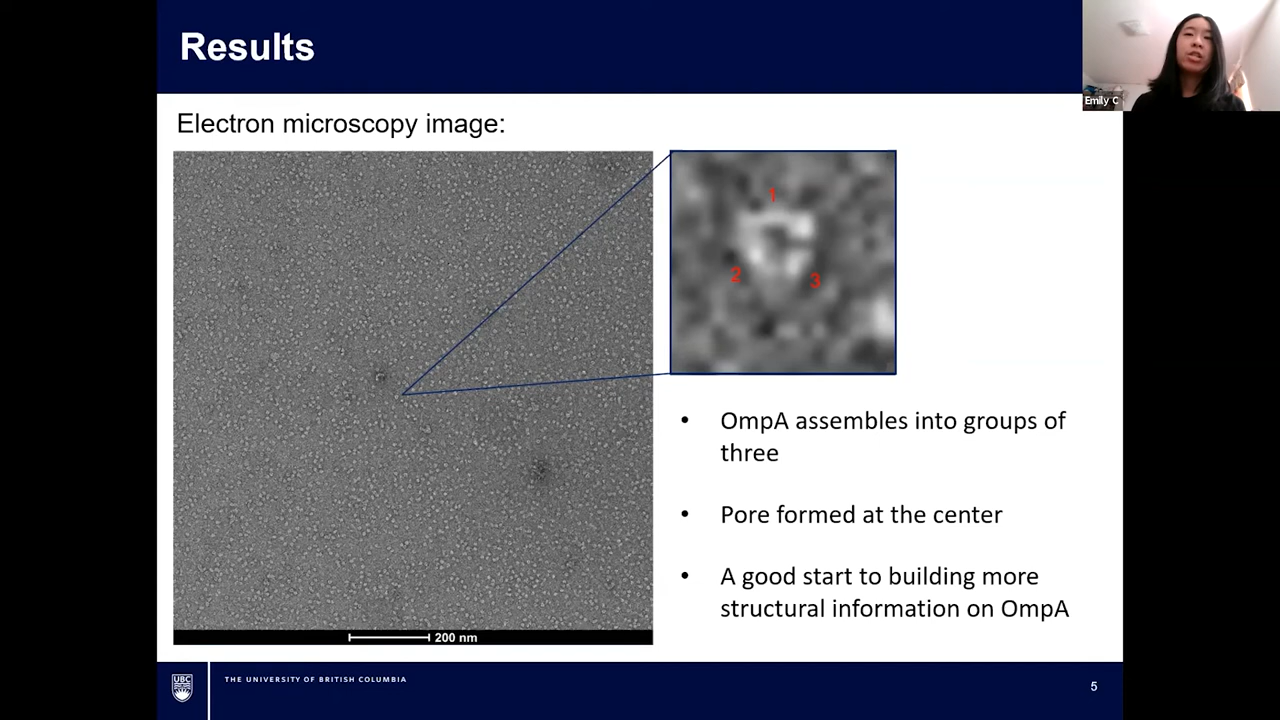 Results
Emily C
Electron microscopy image:
1
2
3
• OmpA assembles into groups of
three
• Pore formed at the center
• A good start to building more
structural information on OmpA
200 nm
UBC
THE UNIVERSITY OF BRITISH COLUMBIA
5